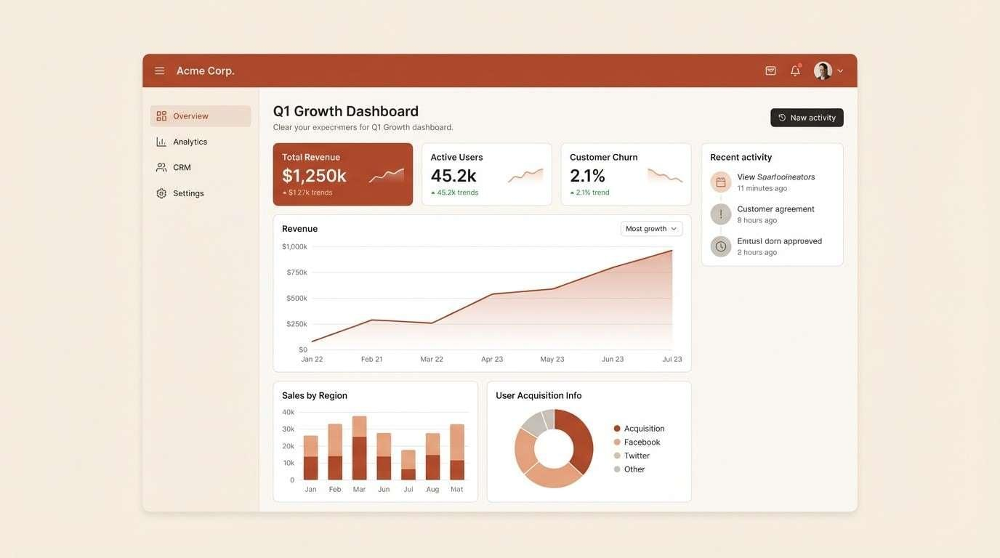 Acme Corp.
Overview
Analytics
CRM
Settings
Q1 Growth Dashboard
Clear your for Q1 Growth dashboard.
Naw activity
Total Revenue
$1,250k
$1 27k trends
Active Users
45.2k
45.2k trends
Customer Churn
2.1%
2.1% trend
Recent activity
View
11 minutes ago
Customer agreement
9 hours ago
dorn approved
2 hours ago
Revenue
Most growth
$1,000k
$750k
$500k
$250k
$0
Jan 22 Feb 21 Mar 22 Apr 23 May 23 Jun 23 Jul 23
Sales by Region
40k
30k
20k
10k
0
Jan Feb Mar Jun Jul Aug Mat
User Acquisition Info
Acquisition
Facebook
Twitter
Other